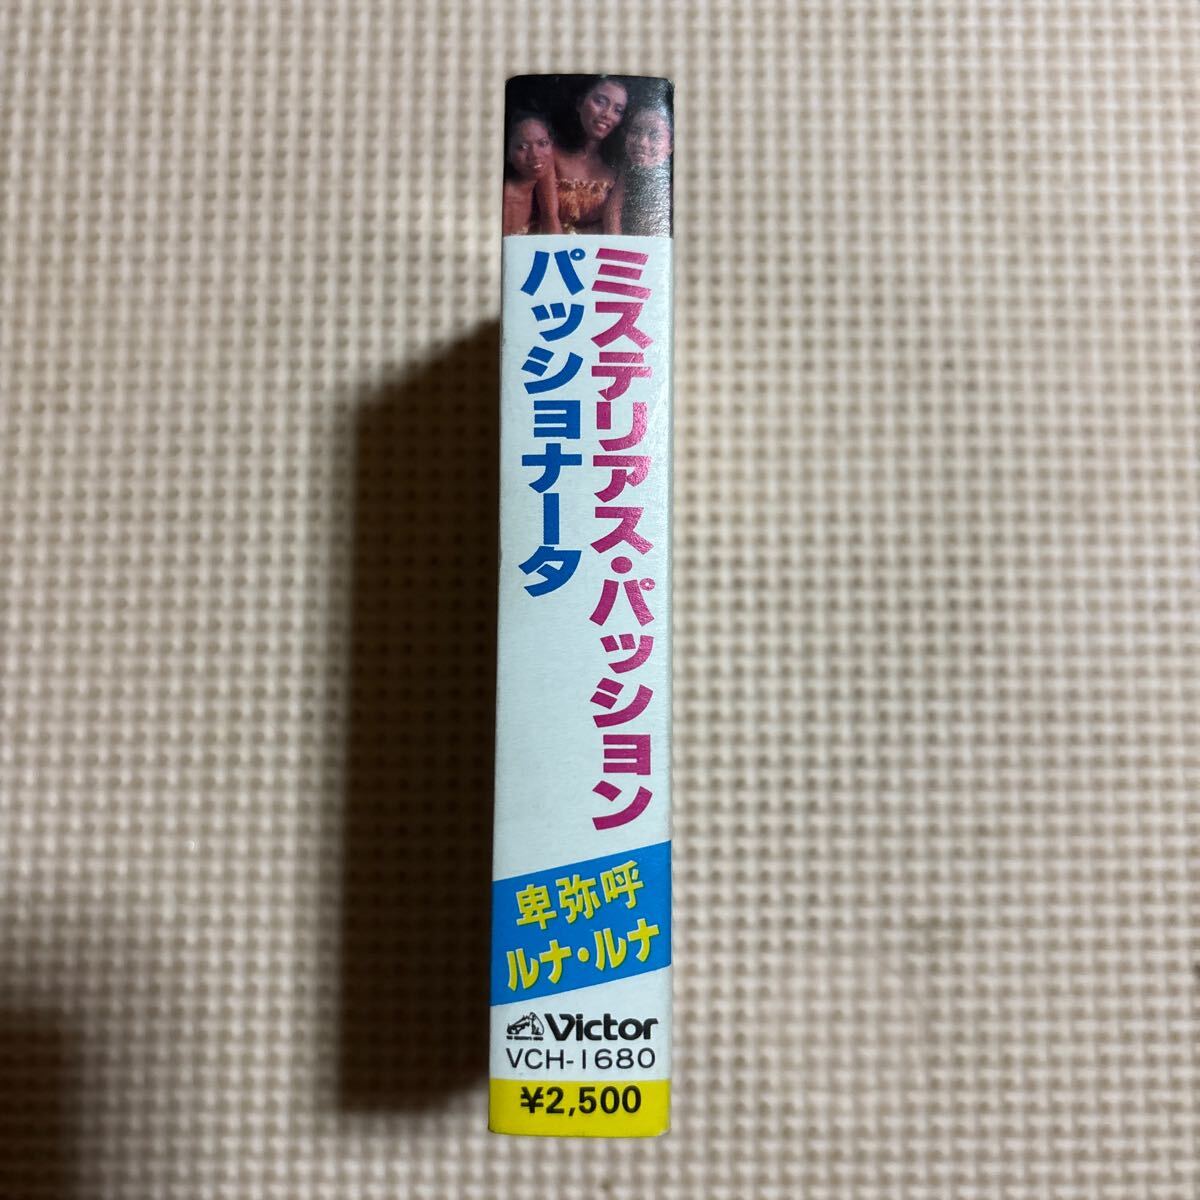 ミステリアス・パッション
パッショナータ
卑弥呼
ルナ・ルナ
Victor
VCH-1680
¥2,500